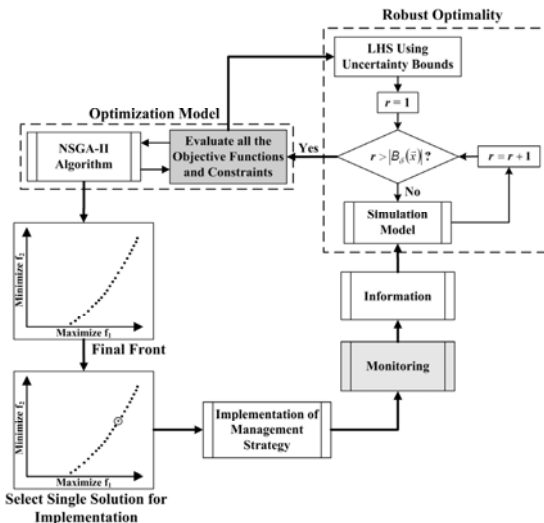 Robust Optimality
LHS Using
Uncertainty Bounds
r = 1
Optimization Model
NSGA-II
Algorithm
Evaluate all the
Objective Functions
and Constraints
Yes
r > |B𝛿(x⃗)| ?
r = r + 1
No
Simulation
Model
Minimize f₂
Maximize f₁
Final Front
Information
Monitoring
Minimize f₂
Maximize f₁
Implementation of
Management
Strategy
Select Single Solution for
Implementation